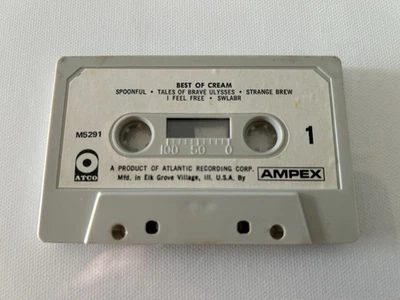 BEST OF CREAM
SPOONFUL • TALES OF BRAVE ULYSSES • STRANGE BREW
I FEEL FREE • SWLABR
M5291
1
100 50 0
ATCO
A PRODUCT OF ATLANTIC RECORDING CORP.
Mfd. in Elk Grove Village, Ill. U.S.A. By
AMPEX